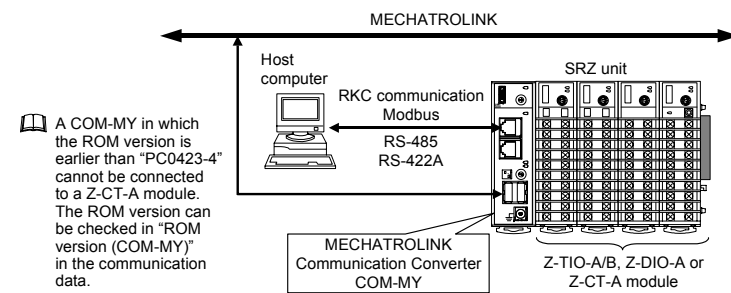 MECHATROLINK
Host
computer
SRZ unit
RKC communication
Modbus
RS-485
RS-422A
A COM-MY in which
the ROM version is
earlier than “PC0423-4”
cannot be connected
to a Z-CT-A module.
The ROM version can
be checked in “ROM
version (COM-MY)”
in the communication
data.
MECHATROLINK
Communication Converter
COM-MY
Z-TIO-A/B, Z-DIO-A or
Z-CT-A module